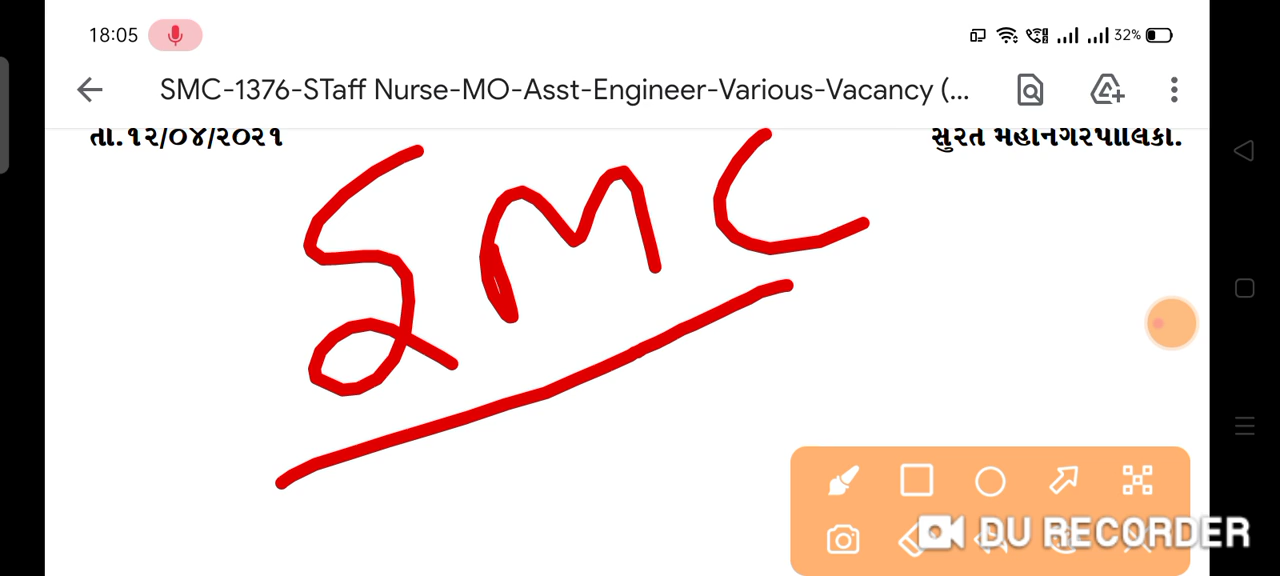 18:05 32%
SMC-1376-STaff Nurse-MO-Asst-Engineer-Various-Vacancy (...
તા.૧૨/૦૪/૨૦૨૧ સુરત મહાનગરપાલિકા.
SMC
DU RECORDER